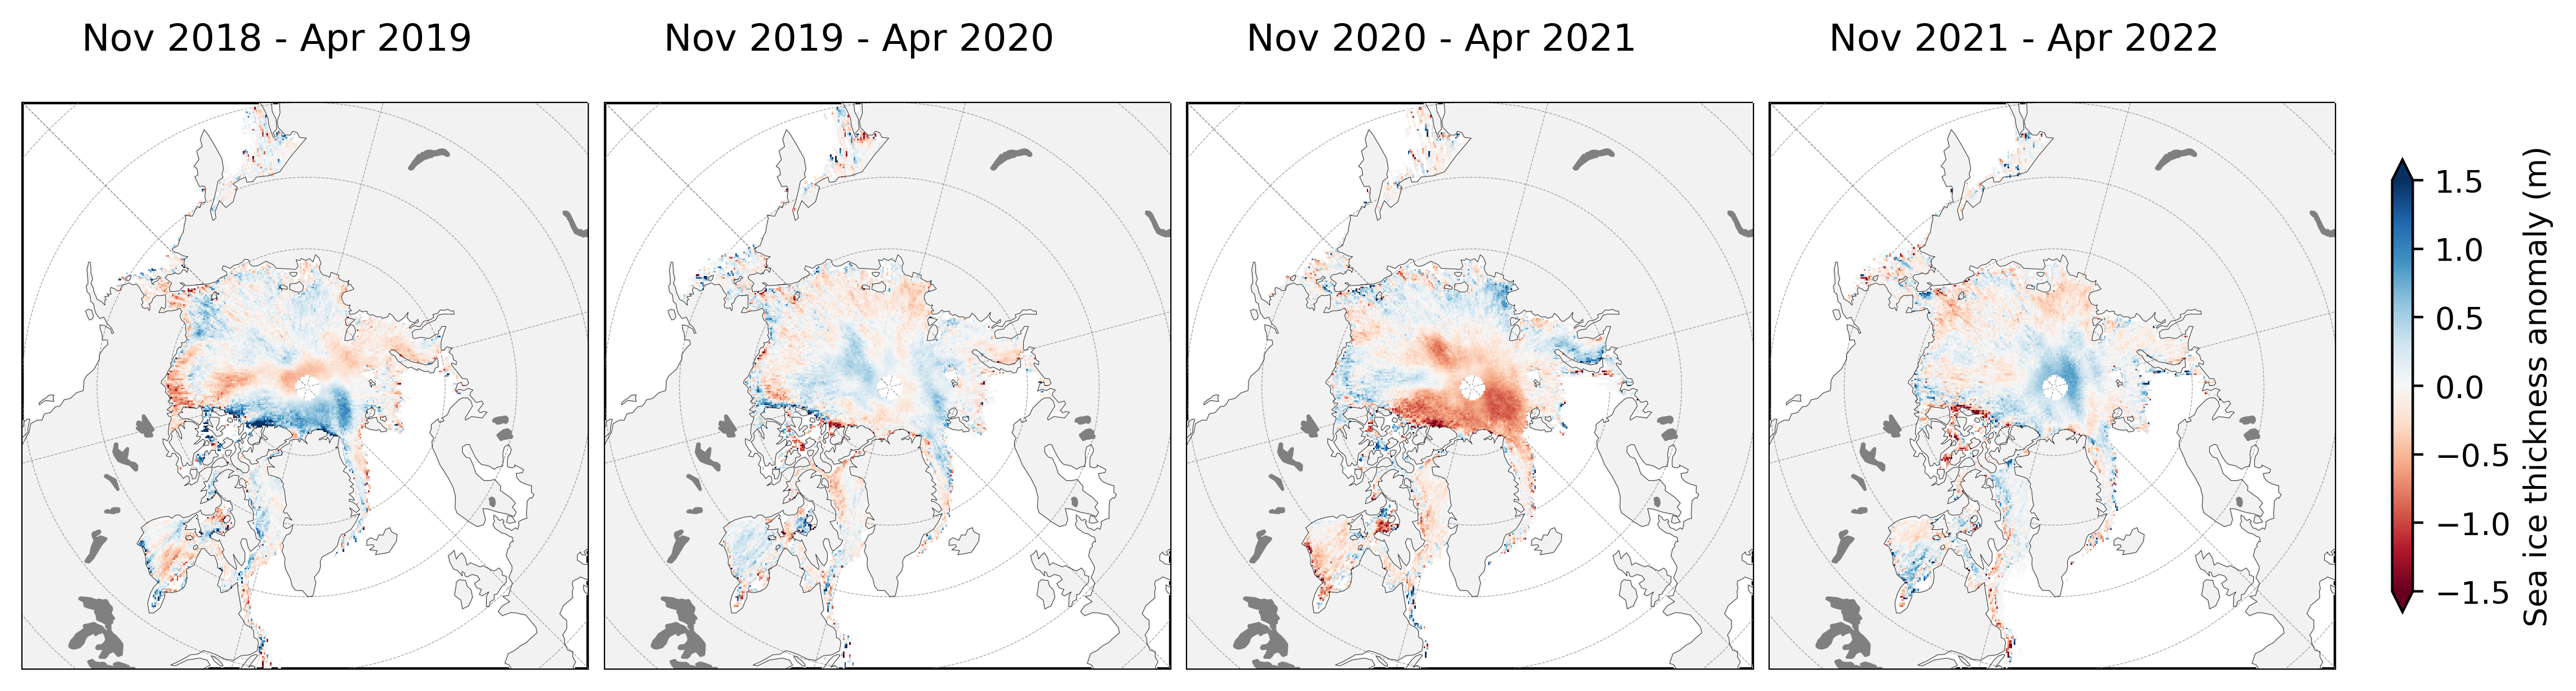 Nov 2018 - Apr 2019
Nov 2019 - Apr 2020
Nov 2020 - Apr 2021
Nov 2021 - Apr 2022
1.5
1.0
0.5
0.0
−0.5
−1.0
−1.5
Sea ice thickness anomaly (m)